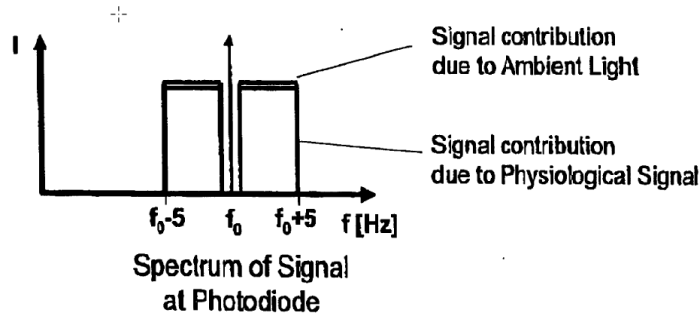 I
Signal contribution
due to Ambient Light
Signal contribution
due to Physiological Signal
f₀-5 f₀ f₀+5 f [Hz]
Spectrum of Signal
at Photodiode